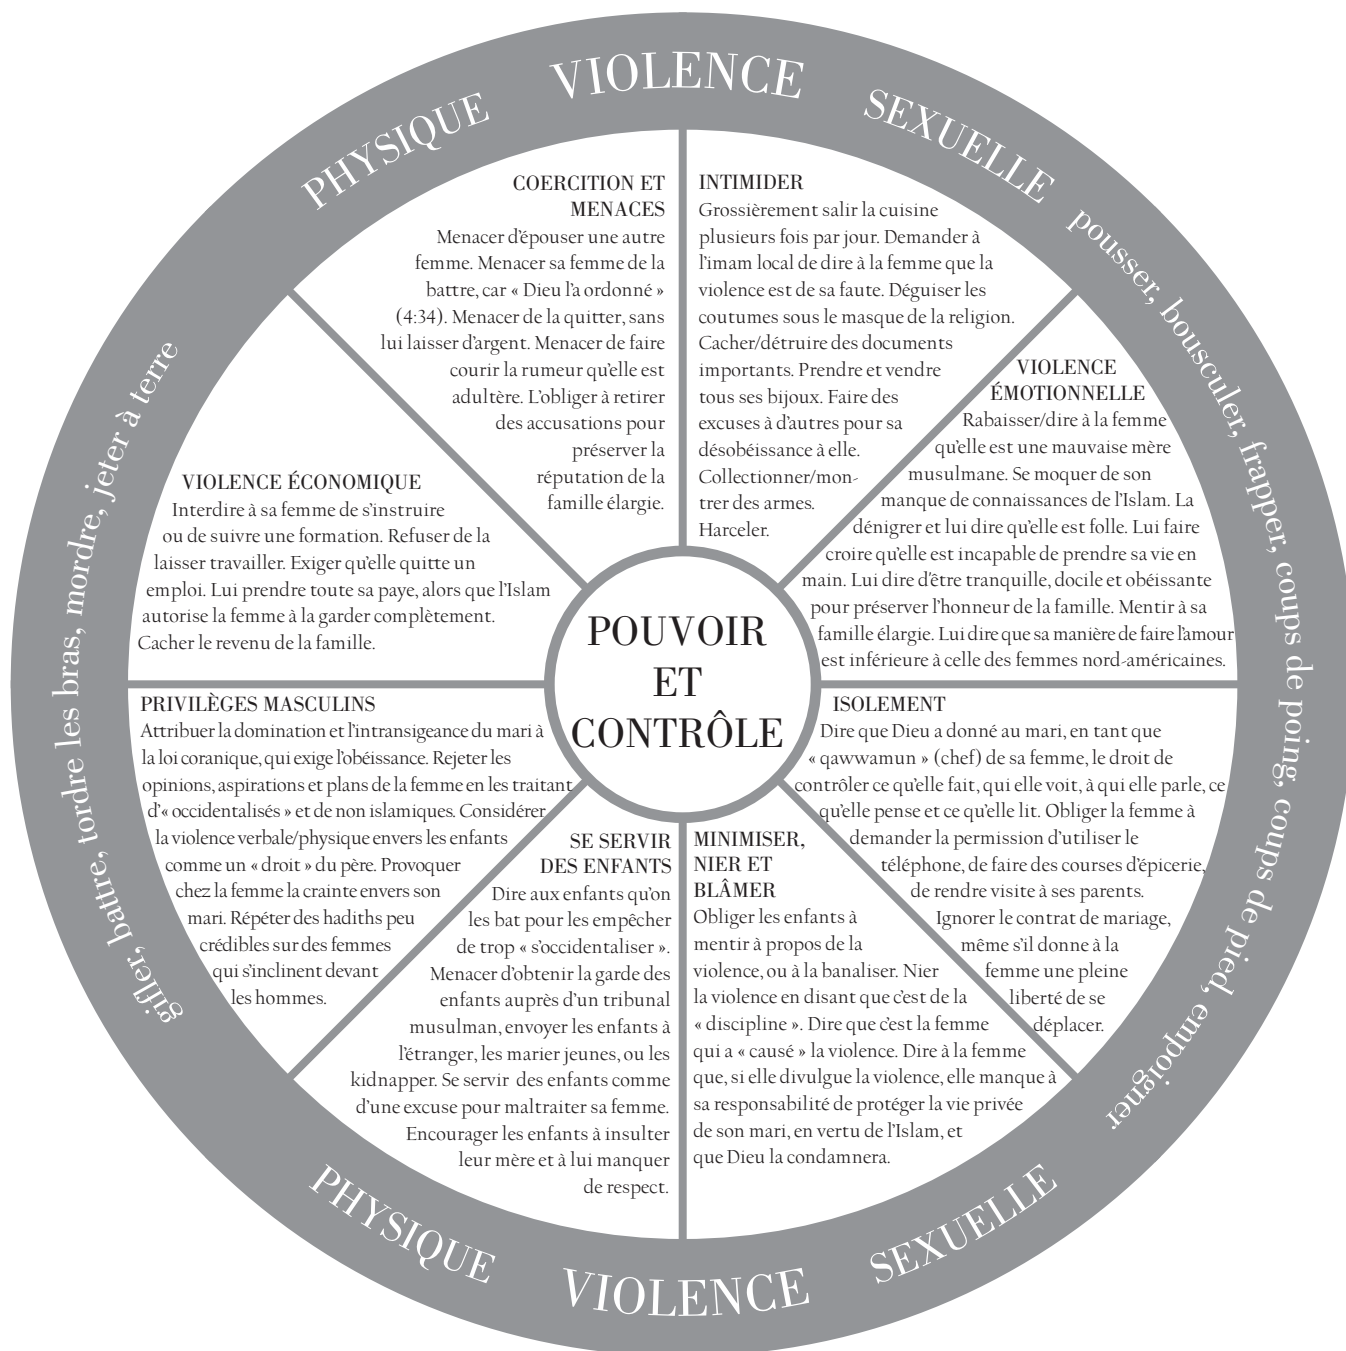 PHYSIQUE VIOLENCE SEXUELLE
pousser, bousculer, frapper, coups de poing, coups de pied, empoigner
COERCITION ET
MENACES
Menacer d'épouser une autre
femme. Menacer sa femme de la
battre, car « Dieu l'a ordonné »
(4:34). Menacer de la quitter, sans
lui laisser d'argent. Menacer de faire
courir la rumeur qu'elle est
adultère. L'obliger à retirer
des accusations pour
préserver la
réputation de la
famille élargie.
INTIMIDER
Grossièrement salir la cuisine
plusieurs fois par jour. Demander à
l'imam local de dire à la femme que la
violence est de sa faute. Déguiser les
coutumes sous le masque de la religion.
Cacher/détruire des documents
importants. Prendre et vendre
tous ses bijoux. Faire des
excuses à d'autres pour sa
désobéissance à elle.
Collectionner/mon-
trer des armes.
Harceler.
VIOLENCE
ÉMOTIONNELLE
Rabaisser/dire à la femme
qu'elle est une mauvaise mère
musulmane. Se moquer de son
manque de connaissances de l'Islam. La
dénigrer et lui dire qu'elle est folle. Lui faire
croire qu'elle est incapable de prendre sa vie en
main. Lui dire d'être tranquille, docile et obéissante
pour préserver l'honneur de la famille. Mentir à sa
famille élargie. Lui dire que sa manière de faire l'amour
est inférieure à celle des femmes nord-américaines.
VIOLENCE ÉCONOMIQUE
Interdire à sa femme de s'instruire
ou de suivre une formation. Refuser de la
laisser travailler. Exiger qu'elle quitte un
emploi. Lui prendre toute sa paye, alors que l'Islam
autorise la femme à la garder complètement.
Cacher le revenu de la famille.
POUVOIR
ET
CONTRÔLE
PRIVILÈGES MASCULINS
Attribuer la domination et l'intransigeance du mari à
la loi coranique, qui exige l'obéissance. Rejeter les
opinions, aspirations et plans de la femme en les traitant
d'« occidentalisés » et de non islamiques. Considérer
la violence verbale/physique envers les enfants
comme un « droit » du père. Provoquer
chez la femme la crainte envers son
mari. Répéter des hadiths peu
crédibles sur des femmes
qui s'inclinent devant
les hommes.
ISOLEMENT
Dire que Dieu a donné au mari, en tant que
« qawwamun » (chef) de sa femme, le droit de
contrôler ce qu'elle fait, qui elle voit, à qui elle parle, ce
qu'elle pense et ce qu'elle lit. Obliger la femme à
demander la permission d'utiliser le
téléphone, de faire des courses d'épicerie,
de rendre visite à ses parents.
Ignorer le contrat de mariage,
même s'il donne à la
femme une pleine
liberté de se
déplacer.
SE SERVIR
DES ENFANTS
Dire aux enfants qu'on
les bat pour les empêcher
de trop « s'occidentaliser ».
Menacer d'obtenir la garde des
enfants auprès d'un tribunal
musulman, envoyer les enfants à
l'étranger, les marier jeunes, ou les
kidnapper. Se servir des enfants comme
d'une excuse pour maltraiter sa femme.
Encourager les enfants à insulter
leur mère et à lui manquer
de respect.
MINIMISER,
NIER ET
BLÂMER
Obliger les enfants à
mentir à propos de la
violence, ou à la banaliser. Nier
la violence en disant que c'est de la
« discipline ». Dire que c'est la femme
qui a « causé » la violence. Dire à la femme
que, si elle divulgue la violence, elle manque à
sa responsabilité de protéger la vie privée
de son mari, en vertu de l'Islam, et
que Dieu la condamnera.
gifler, battre, tordre les bras, mordre, jeter à terre
PHYSIQUE VIOLENCE SEXUELLE